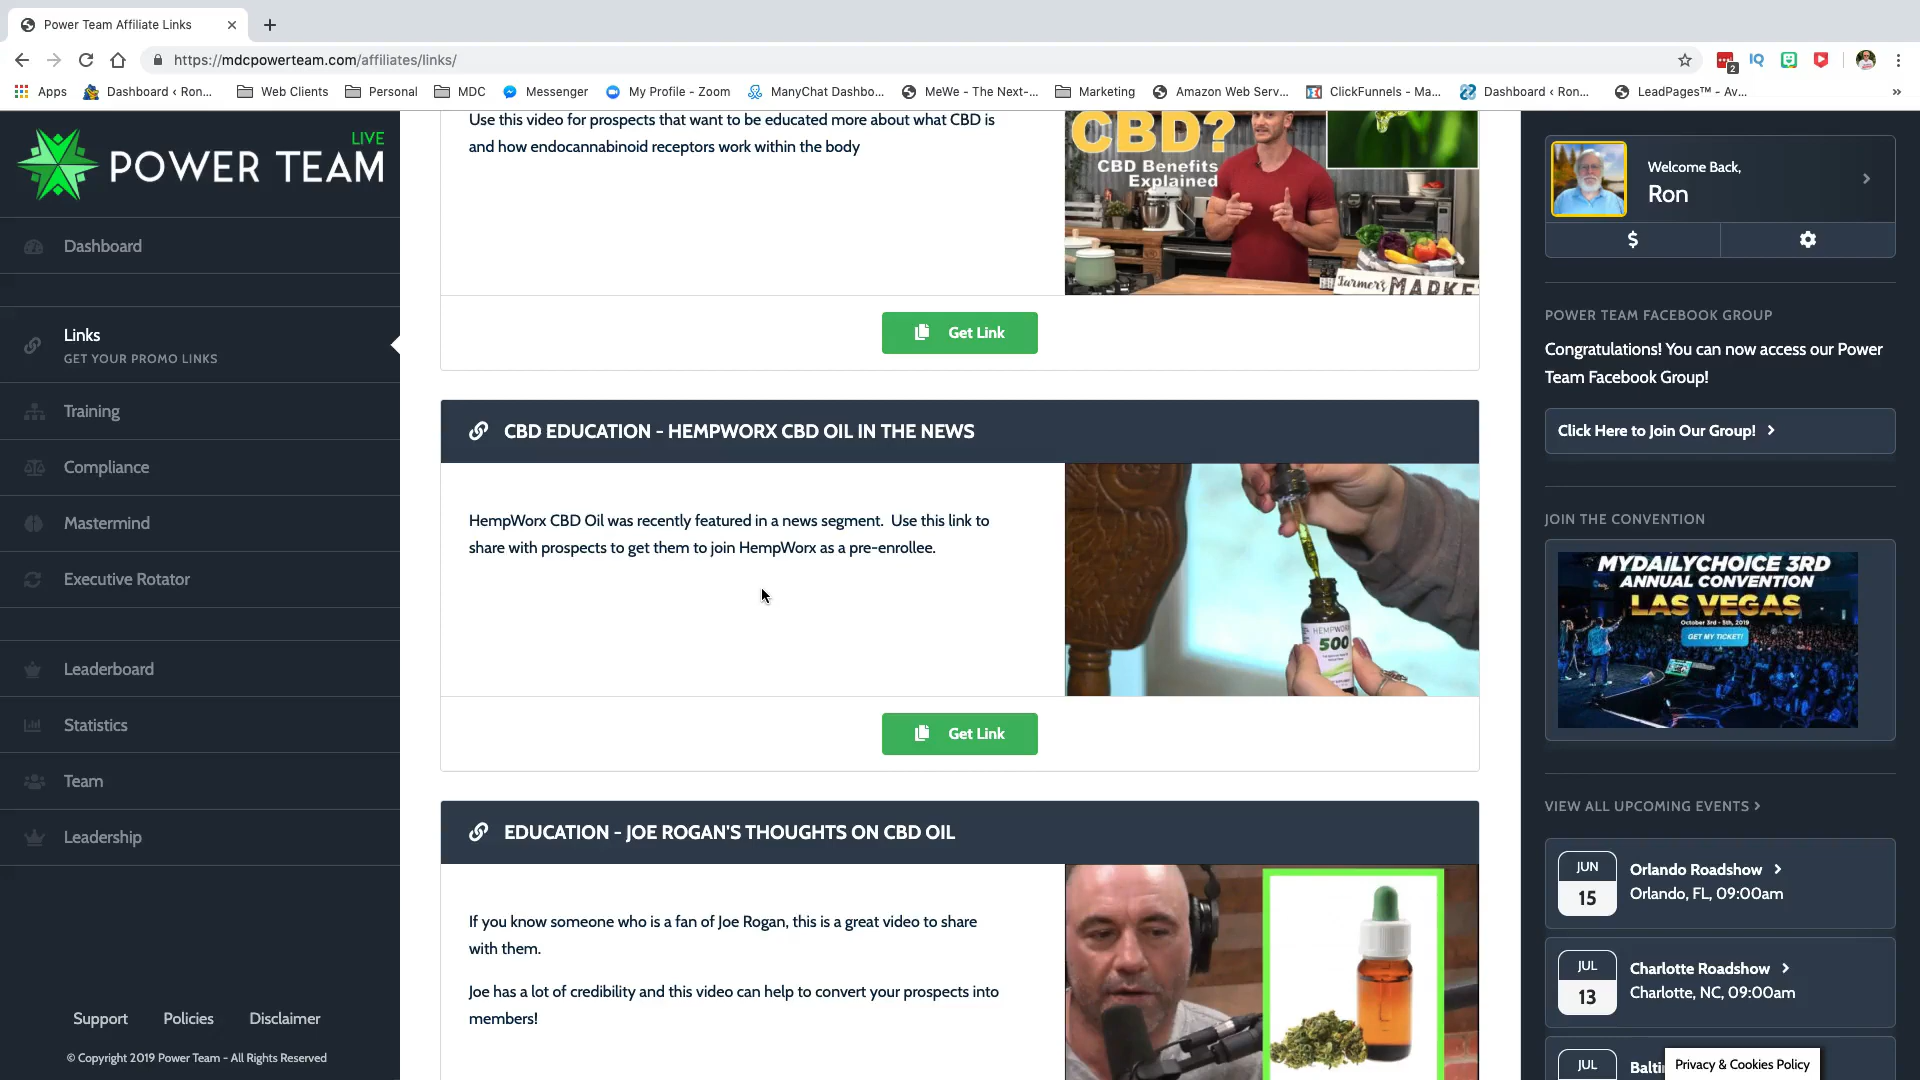 Power Team Affiliate Links
https://mdcpowerteam.com/affiliates/links/
2
IQ
Apps
Dashboard ‹ Ron...
Web Clients
Personal
MDC
Messenger
My Profile - Zoom
ManyChat Dashbo...
MeWe - The Next-...
Marketing
Amazon Web Serv...
ClickFunnels - Ma...
Dashboard ‹ Ron...
LeadPages™ - Av...
»
LIVE
POWER TEAM
Dashboard
Links
GET YOUR PROMO LINKS
Training
Compliance
Mastermind
Executive Rotator
Leaderboard
Statistics
Team
Leadership
Support
Policies
Disclaimer
© Copyright 2019 Power Team - All Rights Reserved
Use this video for prospects that want to be educated more about what CBD is
and how endocannabinoid receptors work within the body
CBD?
CBD Benefits
Explained
Farmer's MARKE
Get Link
CBD EDUCATION - HEMPWORX CBD OIL IN THE NEWS
HempWorx CBD Oil was recently featured in a news segment.  Use this link to
share with prospects to get them to join HempWorx as a pre-enrollee.
HEMPWORX
500
Get Link
EDUCATION - JOE ROGAN'S THOUGHTS ON CBD OIL
If you know someone who is a fan of Joe Rogan, this is a great video to share
with them.
Joe has a lot of credibility and this video can help to convert your prospects into
members!
Welcome Back,
Ron
$
POWER TEAM FACEBOOK GROUP
Congratulations! You can now access our Power
Team Facebook Group!
Click Here to Join Our Group!
JOIN THE CONVENTION
MYDAILYCHOICE 3RD
ANNUAL CONVENTION
LAS VEGAS
October 3rd - 5th, 2019
GET MY TICKET!
VIEW ALL UPCOMING EVENTS
JUN
15
Orlando Roadshow
Orlando, FL, 09:00am
JUL
13
Charlotte Roadshow
Charlotte, NC, 09:00am
JUL
Balti
Privacy & Cookies Policy